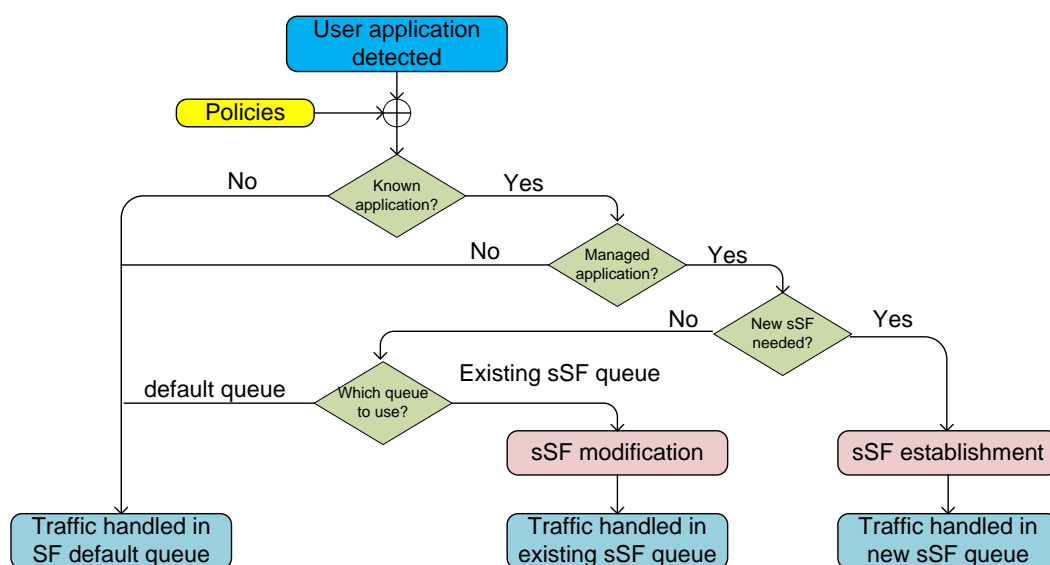 User application
detected
Policies
No
Known
application?
Yes
No
Managed
application?
Yes
No
New sSF
needed?
Yes
default queue
Which queue
to use?
Existing sSF queue
sSF modification
sSF establishment
Traffic handled in
SF default queue
Traffic handled in
existing sSF queue
Traffic handled in
new sSF queue